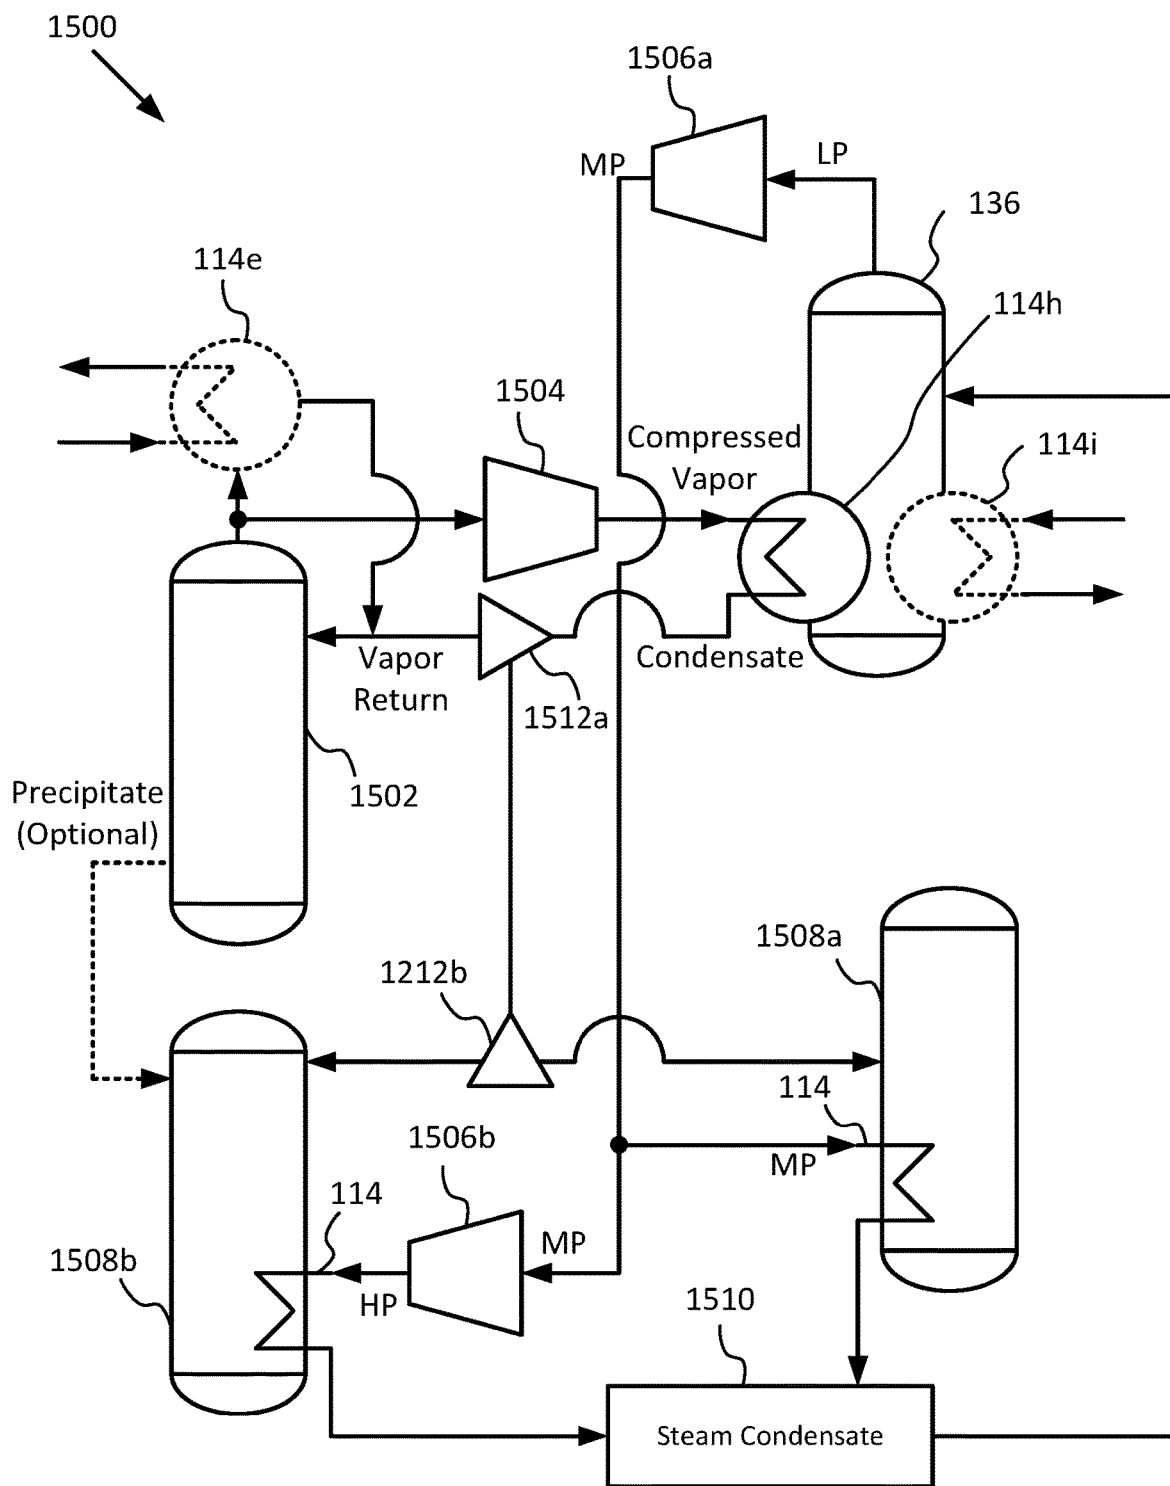 1500
1506a
MP
LP
136
114e
114h
1504
Compressed
Vapor
114i
Vapor
Return
Condensate
1512a
1502
Precipitate
(Optional)
1508a
1212b
114
1506b
MP
114
MP
1508b
HP
1510
Steam Condensate